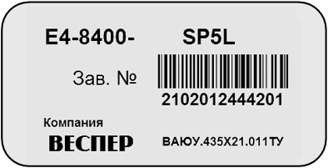 E4-8400- SP5L
Зав. №
2102012444201
Компания
ВЕСПЕР
ВАЮУ.435Х21.011ТУ